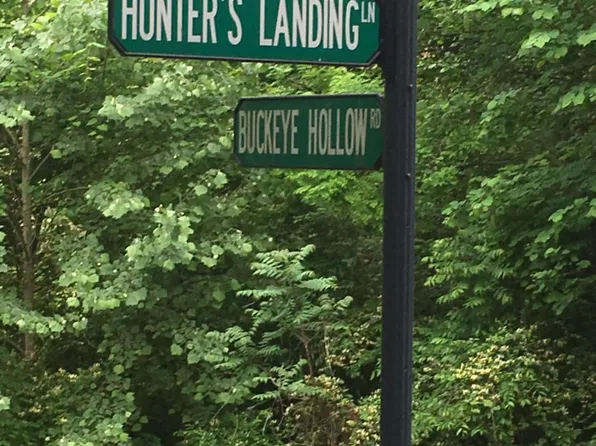 HUNTER'S LANDING LN
BUCKEYE HOLLOW RD